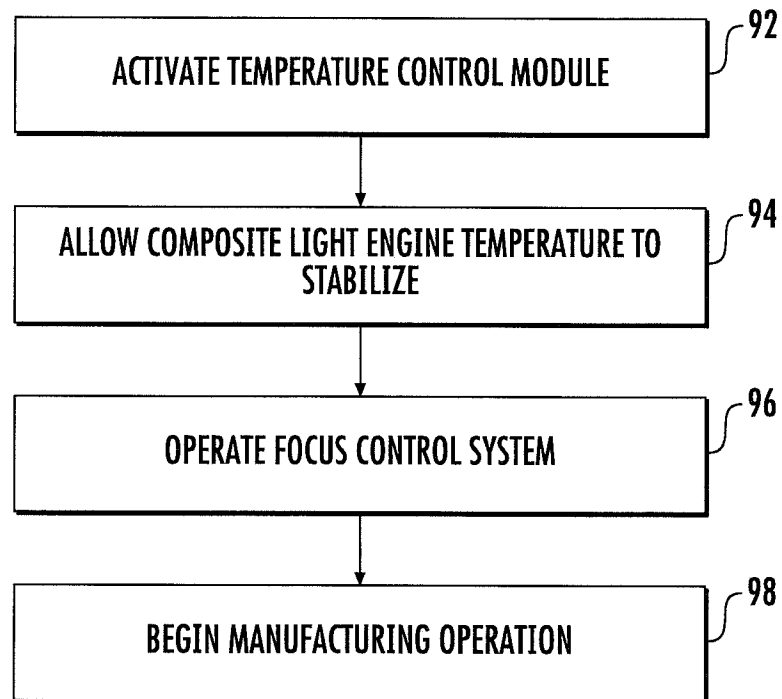 92
ACTIVATE TEMPERATURE CONTROL MODULE
94
ALLOW COMPOSITE LIGHT ENGINE TEMPERATURE TO
STABILIZE
96
OPERATE FOCUS CONTROL SYSTEM
98
BEGIN MANUFACTURING OPERATION